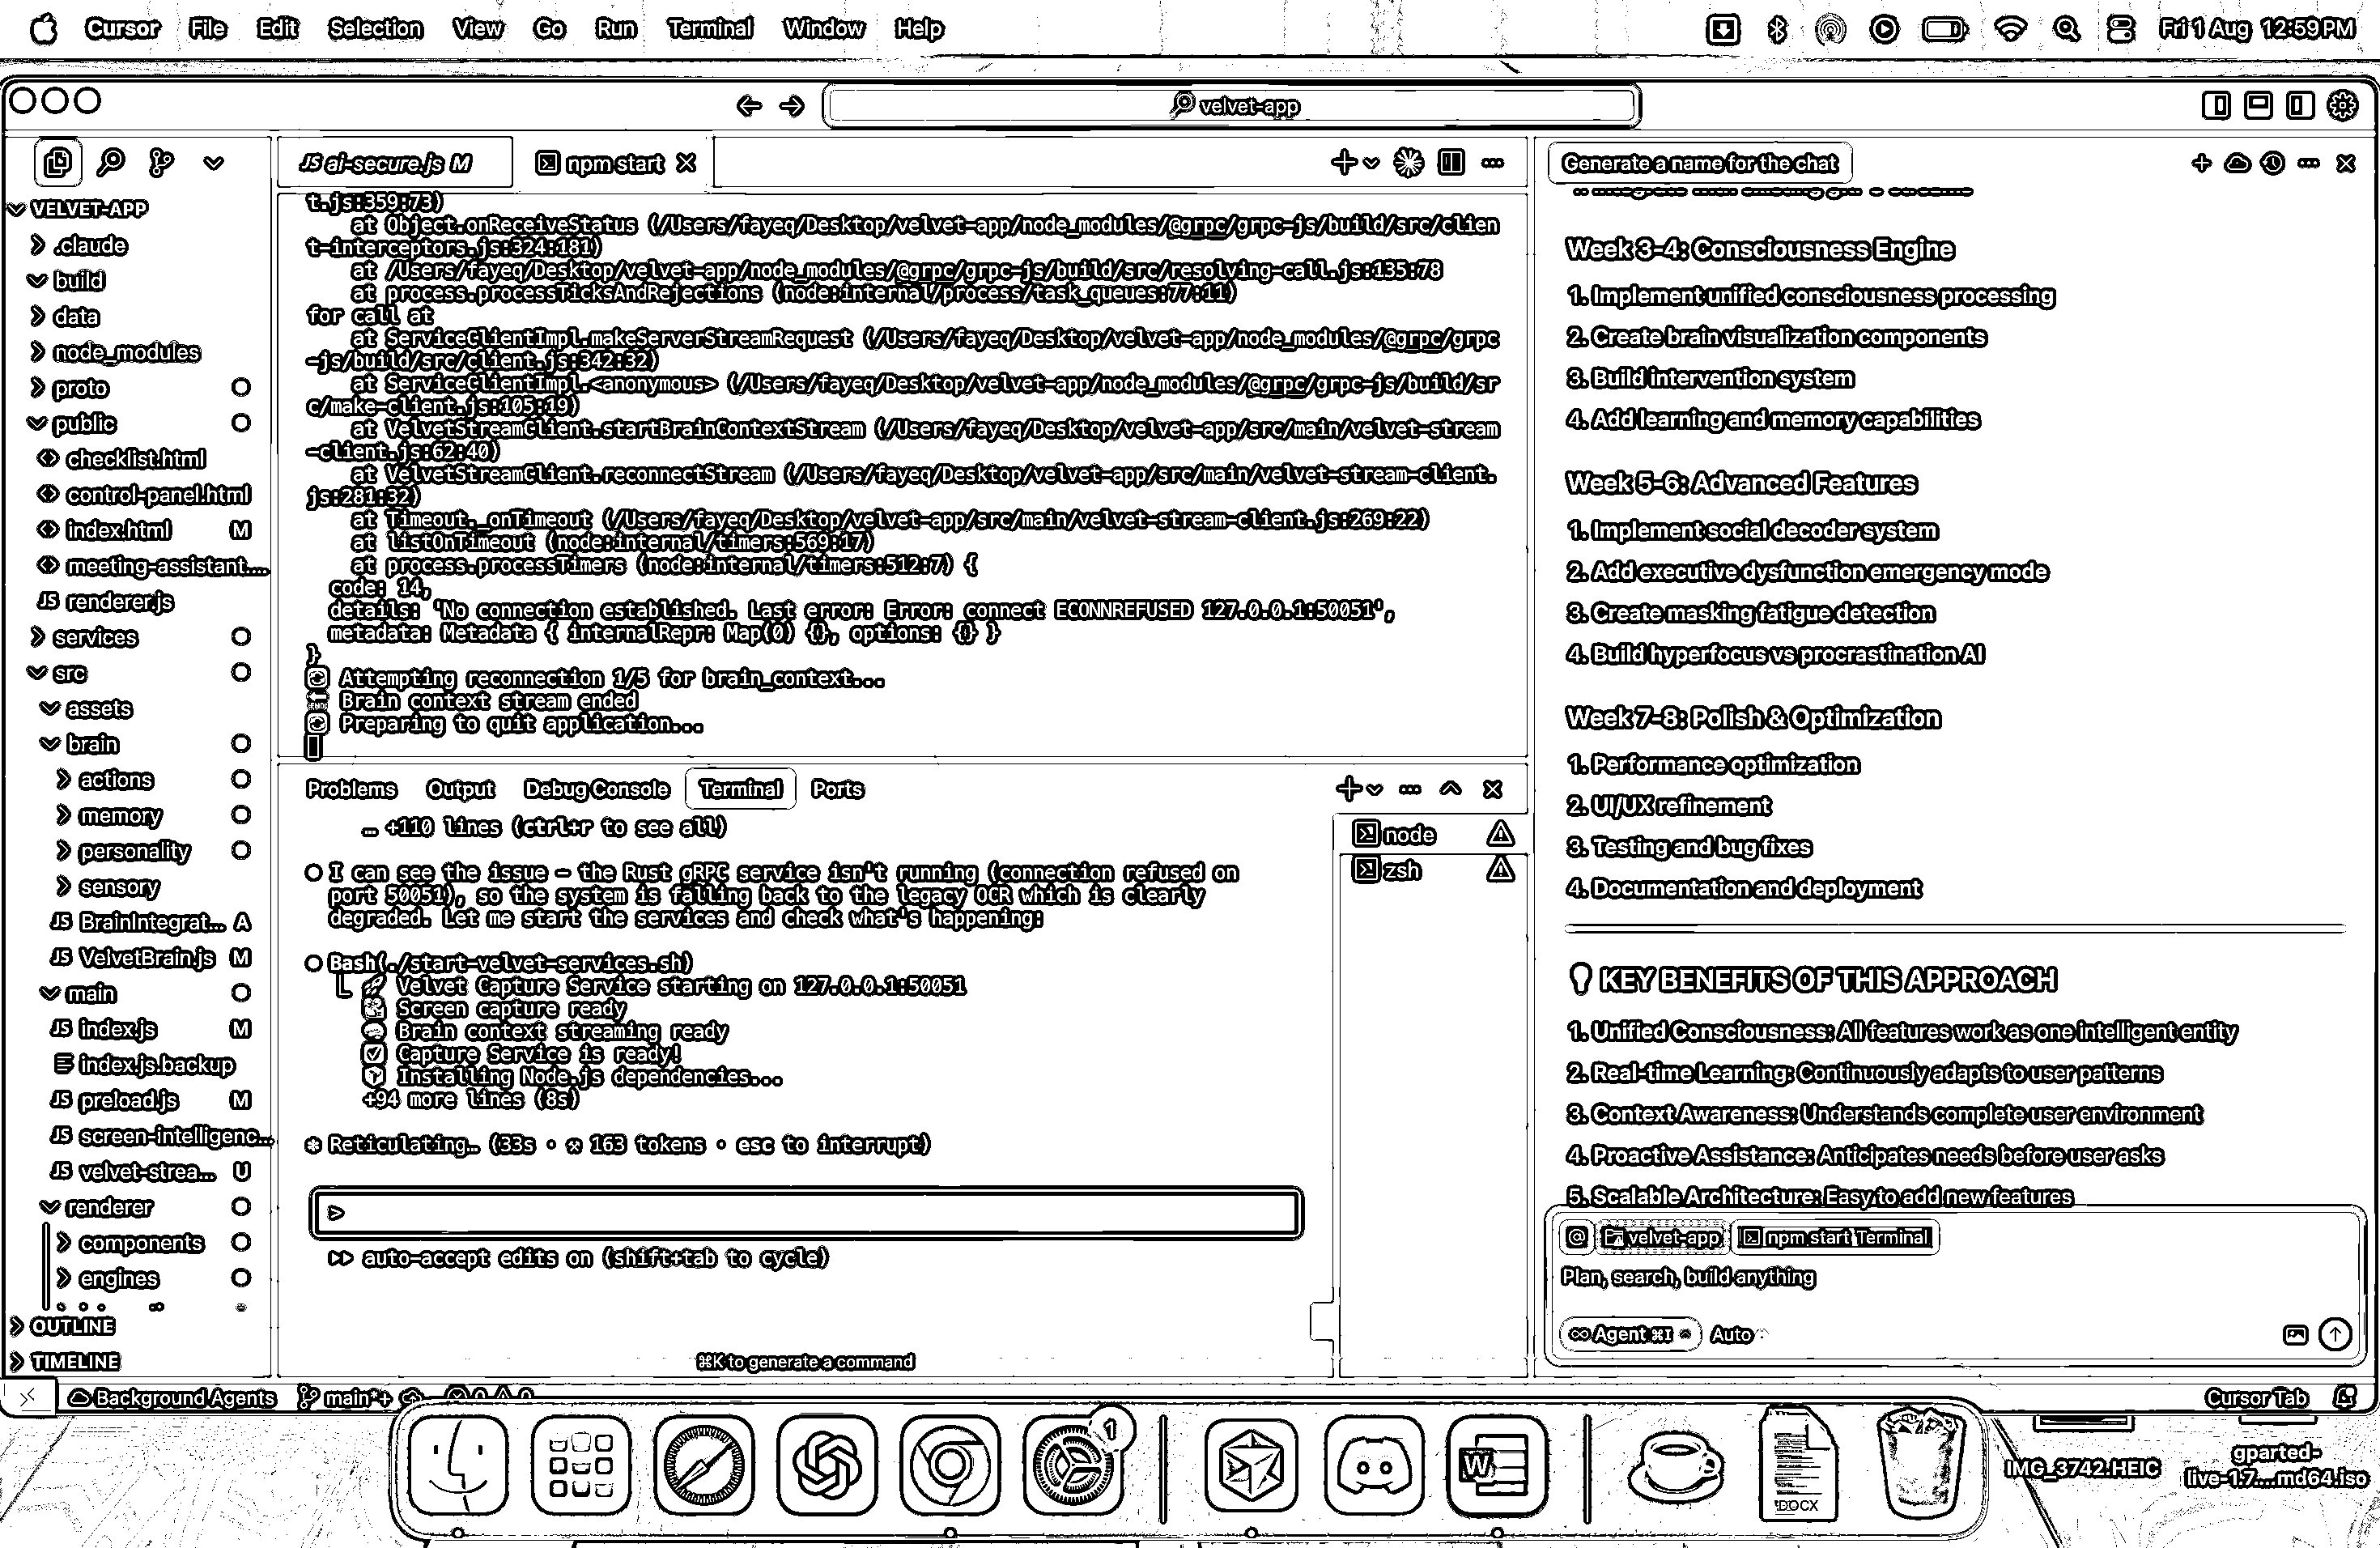 Cursor File Edit Selection View Go Run Terminal Window Help
Fri 1 Aug 12:59 PM
velvet-app
VELVET-APP
.claude
build
data
node_modules
proto
public
checklist.html
control-panel.html
index.html M
meeting-assistant....
JS renderer.js
services
src
assets
brain
actions
memory
personality
sensory
JS BrainIntegrat... A
JS VelvetBrain.js M
main
JS index.js M
index.js.backup
JS preload.js M
JS screen-intelligenc...
JS velvet-strea... U
renderer
components
engines
OUTLINE
TIMELINE
JS ai-secure.js M
npm start
t.js:359:73)
at Object.onReceiveStatus (/Users/fayeq/Desktop/velvet-app/node_modules/@grpc/grpc-js/build/src/clien
t-interceptors.js:324:181)
at /Users/fayeq/Desktop/velvet-app/node_modules/@grpc/grpc-js/build/src/resolving-call.js:135:78
at process.processTicksAndRejections (node:internal/process/task_queues:77:11)
for call at
at ServiceClientImpl.makeServerStreamRequest (/Users/fayeq/Desktop/velvet-app/node_modules/@grpc/grpc
-js/build/src/client.js:342:32)
at ServiceClientImpl.<anonymous> (/Users/fayeq/Desktop/velvet-app/node_modules/@grpc/grpc-js/build/sr
c/make-client.js:105:19)
at VelvetStreamClient.startBrainContextStream (/Users/fayeq/Desktop/velvet-app/src/main/velvet-stream
-client.js:62:40)
at VelvetStreamClient.reconnectStream (/Users/fayeq/Desktop/velvet-app/src/main/velvet-stream-client.
js:281:32)
at Timeout._onTimeout (/Users/fayeq/Desktop/velvet-app/src/main/velvet-stream-client.js:269:22)
at listOnTimeout (node:internal/timers:569:17)
at process.processTimers (node:internal/timers:512:7) {
code: 14,
details: 'No connection established. Last error: Error: connect ECONNREFUSED 127.0.0.1:50051',
metadata: Metadata { internalRepr: Map(0) {}, options: {} }
}
Attempting reconnection 1/5 for brain_context...
Brain context stream ended
Preparing to quit application...
Problems Output Debug Console Terminal Ports
… +110 lines (ctrl+r to see all)
I can see the issue - the Rust gRPC service isn't running (connection refused on
port 50051), so the system is falling back to the legacy OCR which is clearly
degraded. Let me start the services and check what's happening:
Bash(./start-velvet-services.sh)
Velvet Capture Service starting on 127.0.0.1:50051
Screen capture ready
Brain context streaming ready
Capture Service is ready!
Installing Node.js dependencies...
+94 more lines (8s)
Reticulating… (33s • 163 tokens • esc to interrupt)
>
auto-accept edits on (shift+tab to cycle)
⌘K to generate a command
node
zsh
Generate a name for the chat
Week 3-4: Consciousness Engine
1. Implement unified consciousness processing
2. Create brain visualization components
3. Build intervention system
4. Add learning and memory capabilities
Week 5-6: Advanced Features
1. Implement social decoder system
2. Add executive dysfunction emergency mode
3. Create masking fatigue detection
4. Build hyperfocus vs procrastination AI
Week 7-8: Polish & Optimization
1. Performance optimization
2. UI/UX refinement
3. Testing and bug fixes
4. Documentation and deployment
KEY BENEFITS OF THIS APPROACH
1. Unified Consciousness: All features work as one intelligent entity
2. Real-time Learning: Continuously adapts to user patterns
3. Context Awareness: Understands complete user environment
4. Proactive Assistance: Anticipates needs before user asks
5. Scalable Architecture: Easy to add new features
@ velvet-app npm start Terminal
Plan, search, build anything
∞ Agent ⌘I Auto
Background Agents main*+
Cursor Tab
1
W
DOCX
IMG_3742.HEIC
gparted-
live-1.7....md64.iso